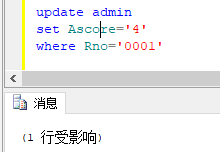 update admin
set Ascore='4'
where Rno='0001'
消息
(1 行受影响)